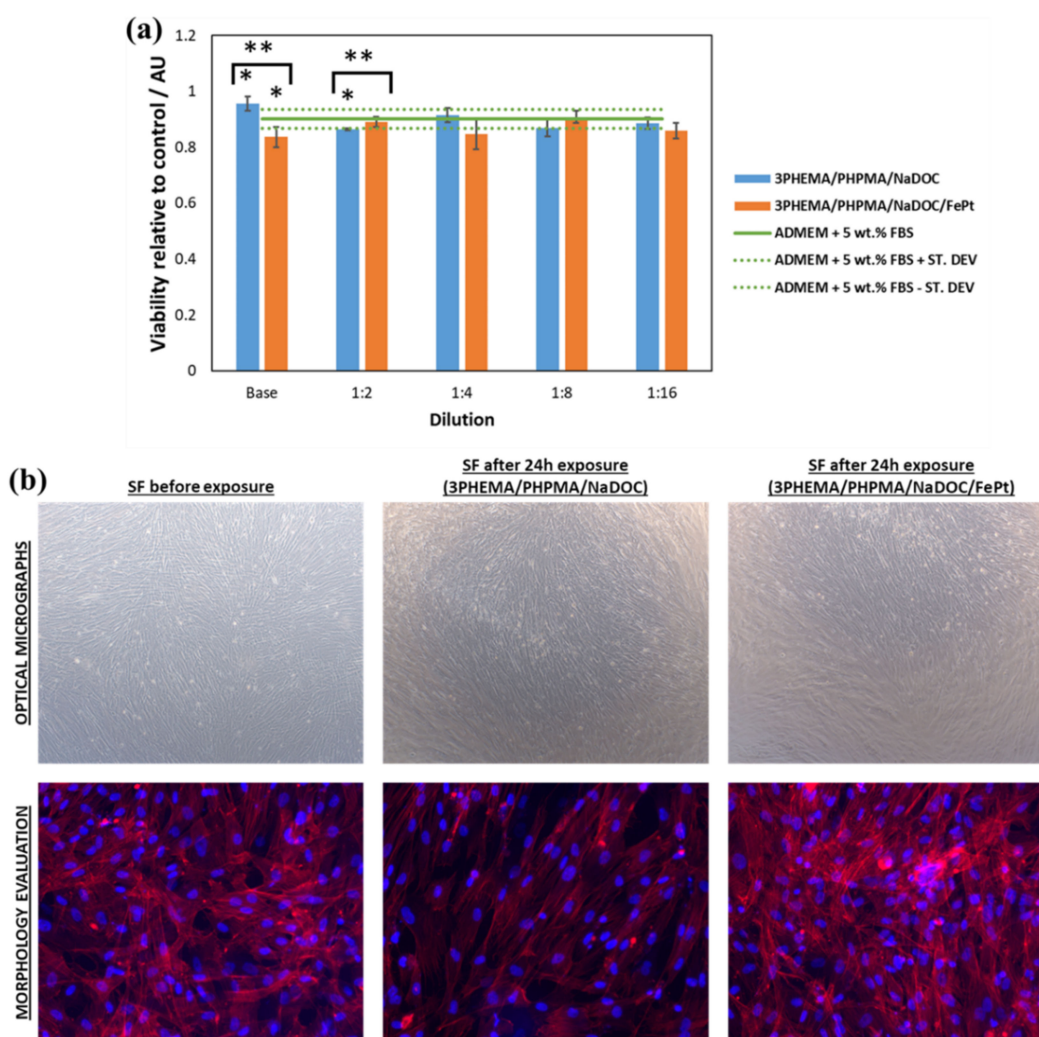 (a)
1.2
1
0.8
0.6
0.4
0.2
0
Viability relative to control / AU
**
*
*
**
*
Base 1:2 1:4 1:8 1:16
Dilution
3PHEMA/PHPMA/NaDOC
3PHEMA/PHPMA/NaDOC/FePt
ADMEM + 5 wt.% FBS
ADMEM + 5 wt.% FBS + ST. DEV
ADMEM + 5 wt.% FBS - ST. DEV
(b)
SF before exposure
SF after 24h exposure
(3PHEMA/PHPMA/NaDOC)
SF after 24h exposure
(3PHEMA/PHPMA/NaDOC/FePt)
OPTICAL MICROGRAPHS
MORPHOLOGY EVALUATION